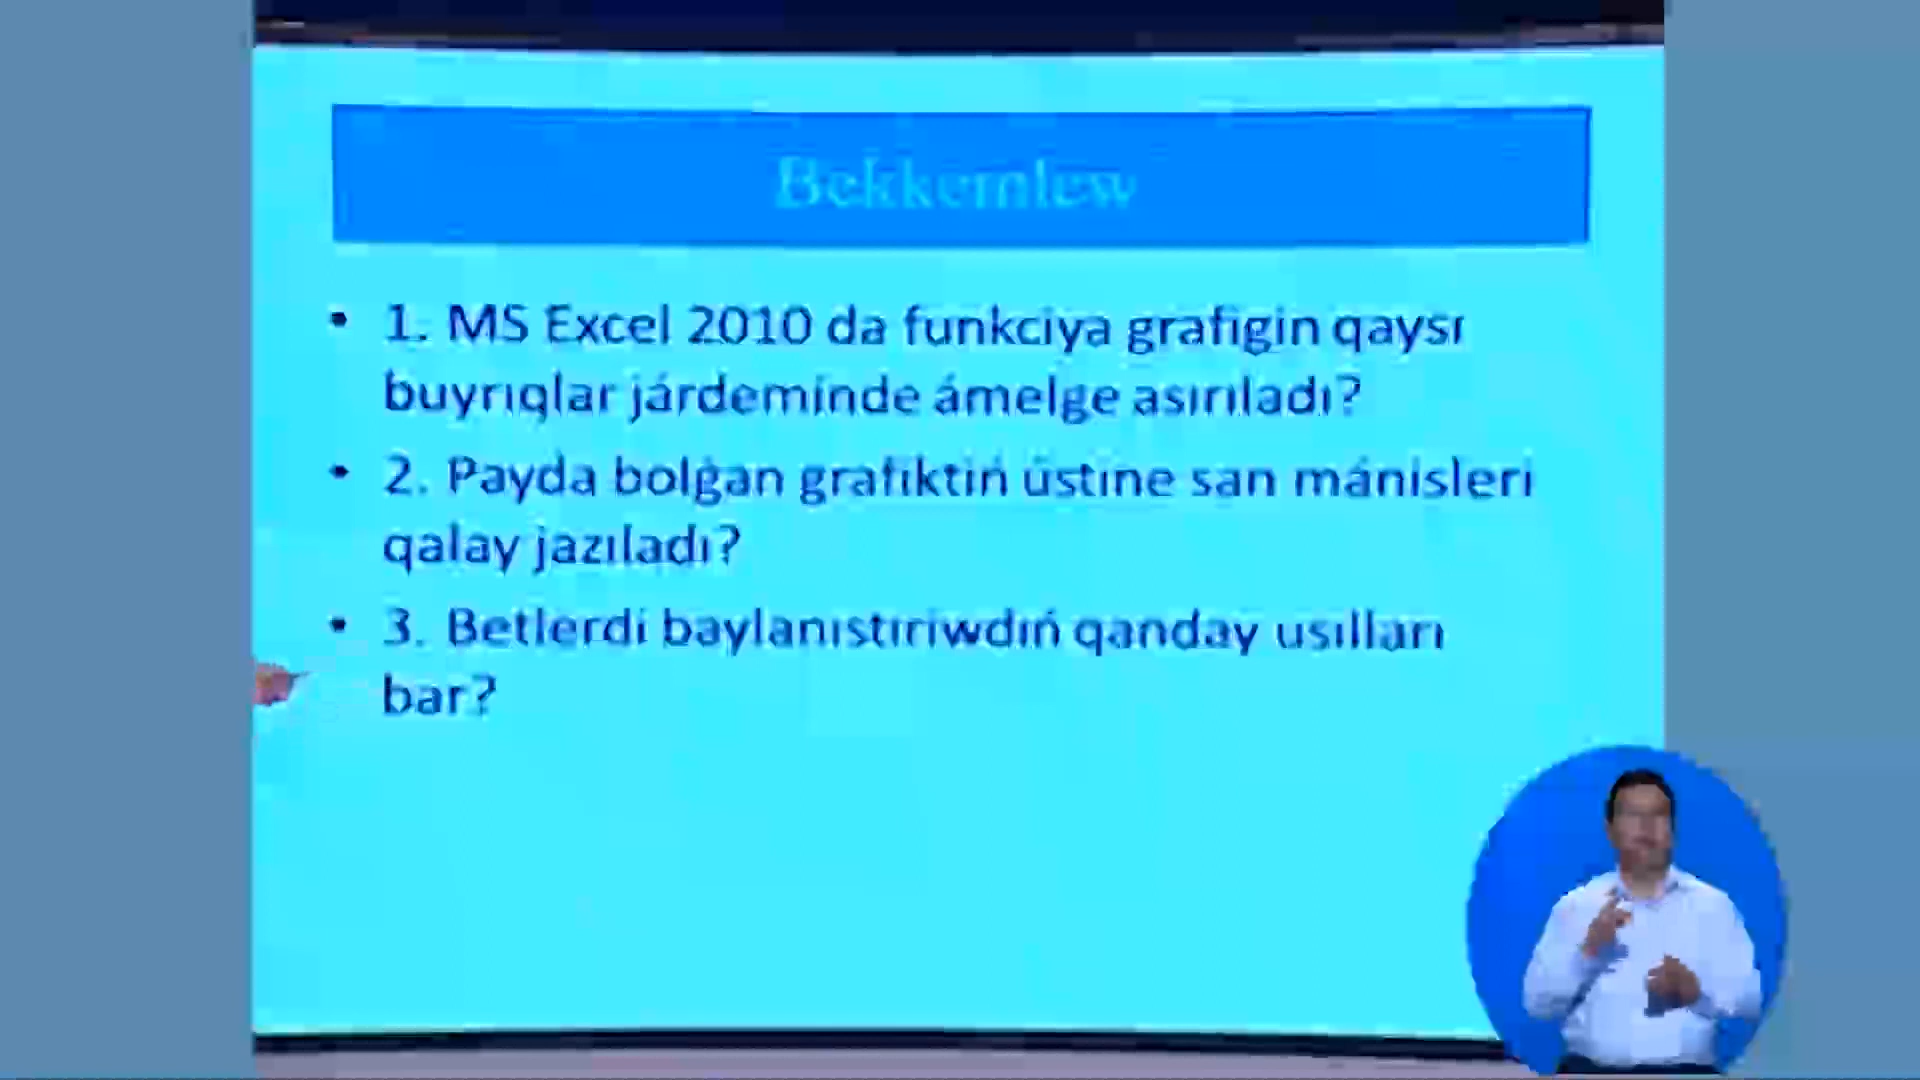 Bekkemlew
• 1. MS Excel 2010 da funkciya grafigin qaysı
buyrıqlar járdeminde ámelge asırıladı?
• 2. Payda bolǵan grafiktiń ústine san mánisleri
qalay jazıladı?
• 3. Betlerdi baylanıstıriwdıń qanday usılları
bar?